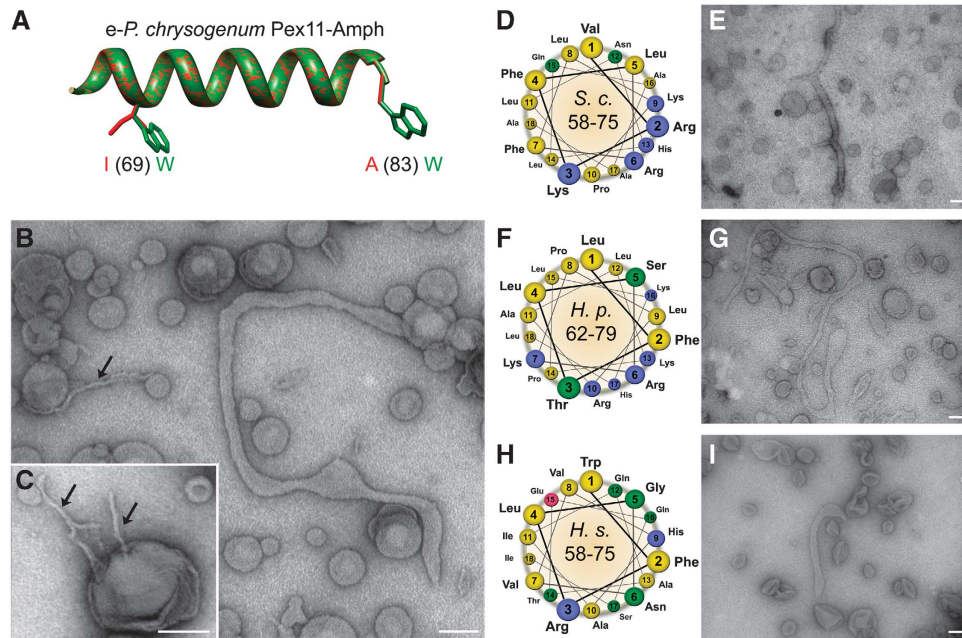 A
e-P. chrysogenum Pex11-Amph
I (69) W
A (83) W
B
C
D
Val
1
Leu
8
Asn
12
Gln
15
Leu
5
Phe
4
Ala
16
Leu
11
Lys
9
S. c.
58-75
Ala
18
Arg
2
Phe
7
His
13
Leu
14
Arg
6
Lys
3
Pro
10
Ala
17
E
F
Leu
1
Pro
8
Leu
12
Leu
15
Ser
5
Leu
4
Lys
16
Ala
11
Leu
9
H. p.
62-79
Leu
18
Phe
2
Lys
7
Lys
13
Pro
14
Arg
6
Thr
3
Arg
10
His
17
G
H
Trp
1
Val
8
Gln
12
Glu
15
Gly
5
Leu
4
Gln
16
Ile
11
His
9
H. s.
58-75
Ile
18
Phe
2
Val
7
Ala
13
Thr
14
Asn
6
Arg
3
Ala
10
Ser
17
I